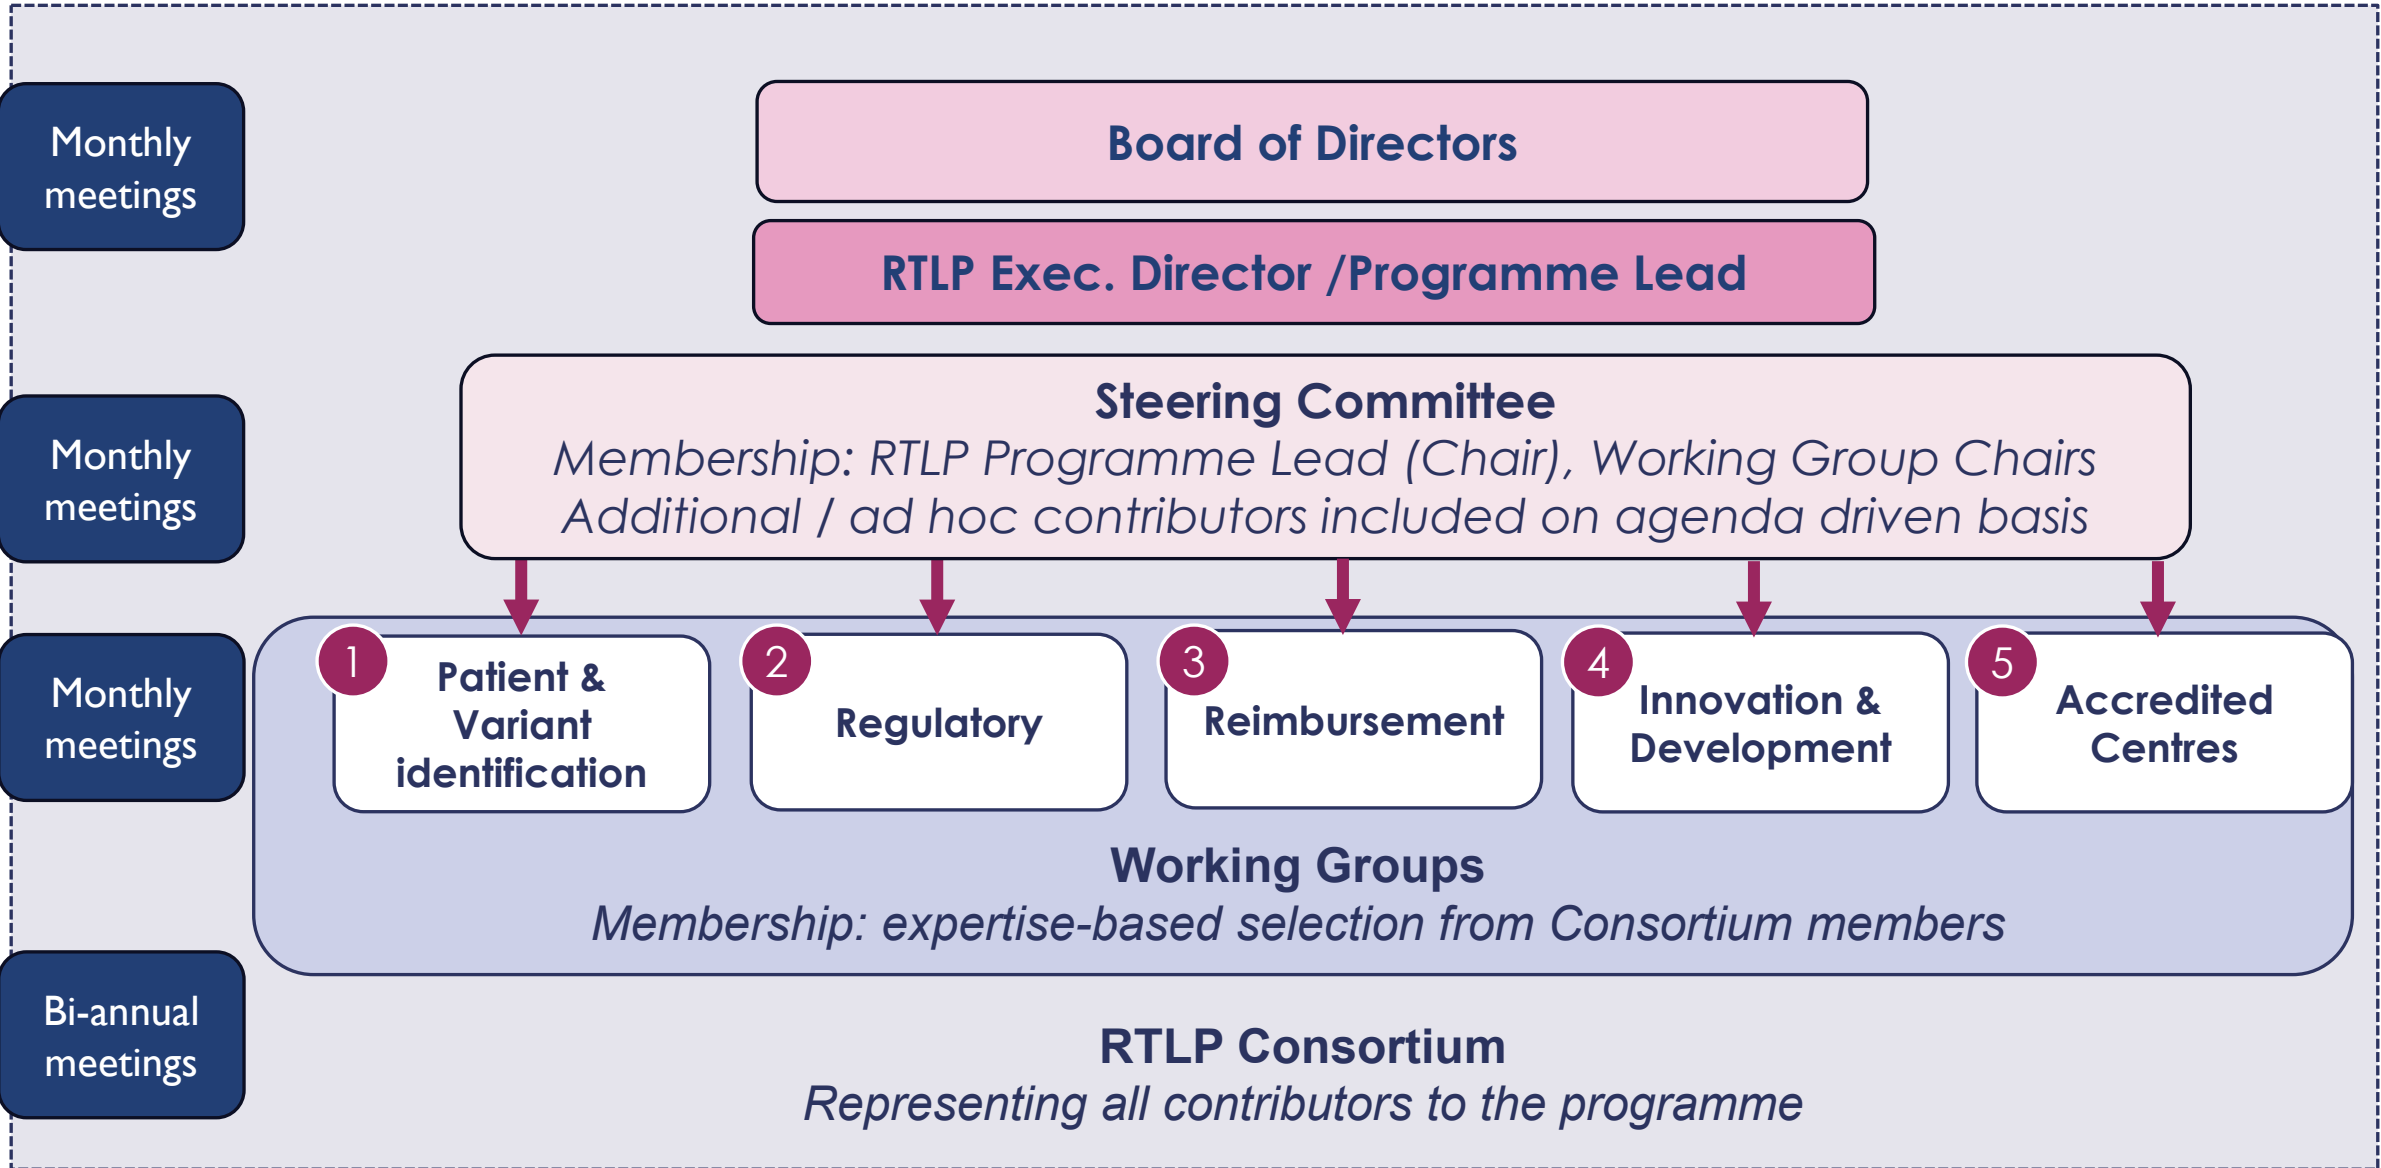 Monthly
meetings
Board of Directors
RTLP Exec. Director /Programme Lead
Monthly
meetings
Steering Committee
Membership: RTLP Programme Lead (Chair), Working Group Chairs
Additional / ad hoc contributors included on agenda driven basis
Monthly
meetings
1
Patient &
Variant
identification
2
Regulatory
3
Reimbursement
4
Innovation &
Development
5
Accredited
Centres
Working Groups
Membership: expertise-based selection from Consortium members
Bi-annual
meetings
RTLP Consortium
Representing all contributors to the programme